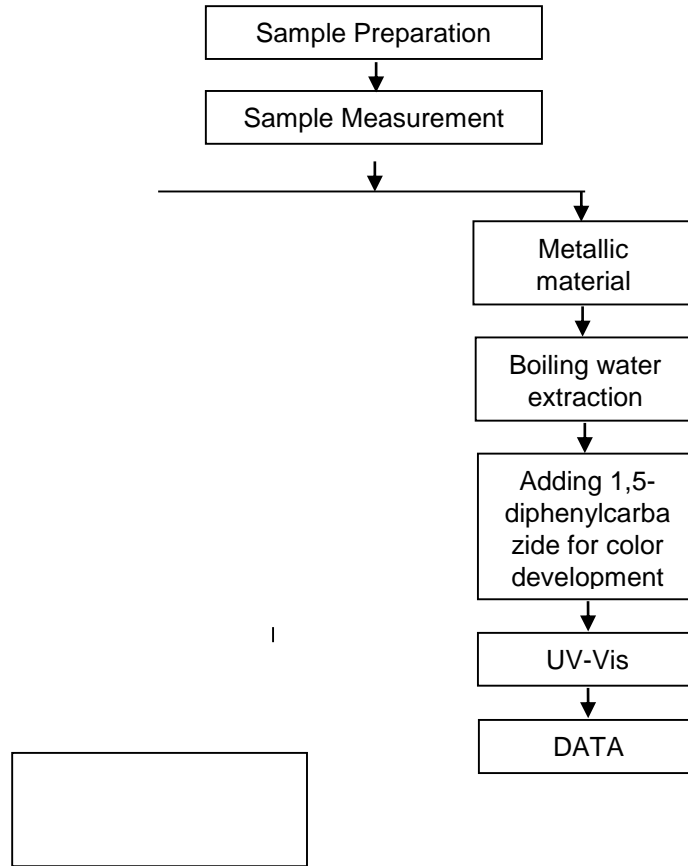 Sample Preparation
Sample Measurement
Metallic
material
Boiling water
extraction
Adding 1,5-
diphenylcarba
zide for color
development
UV-Vis
DATA